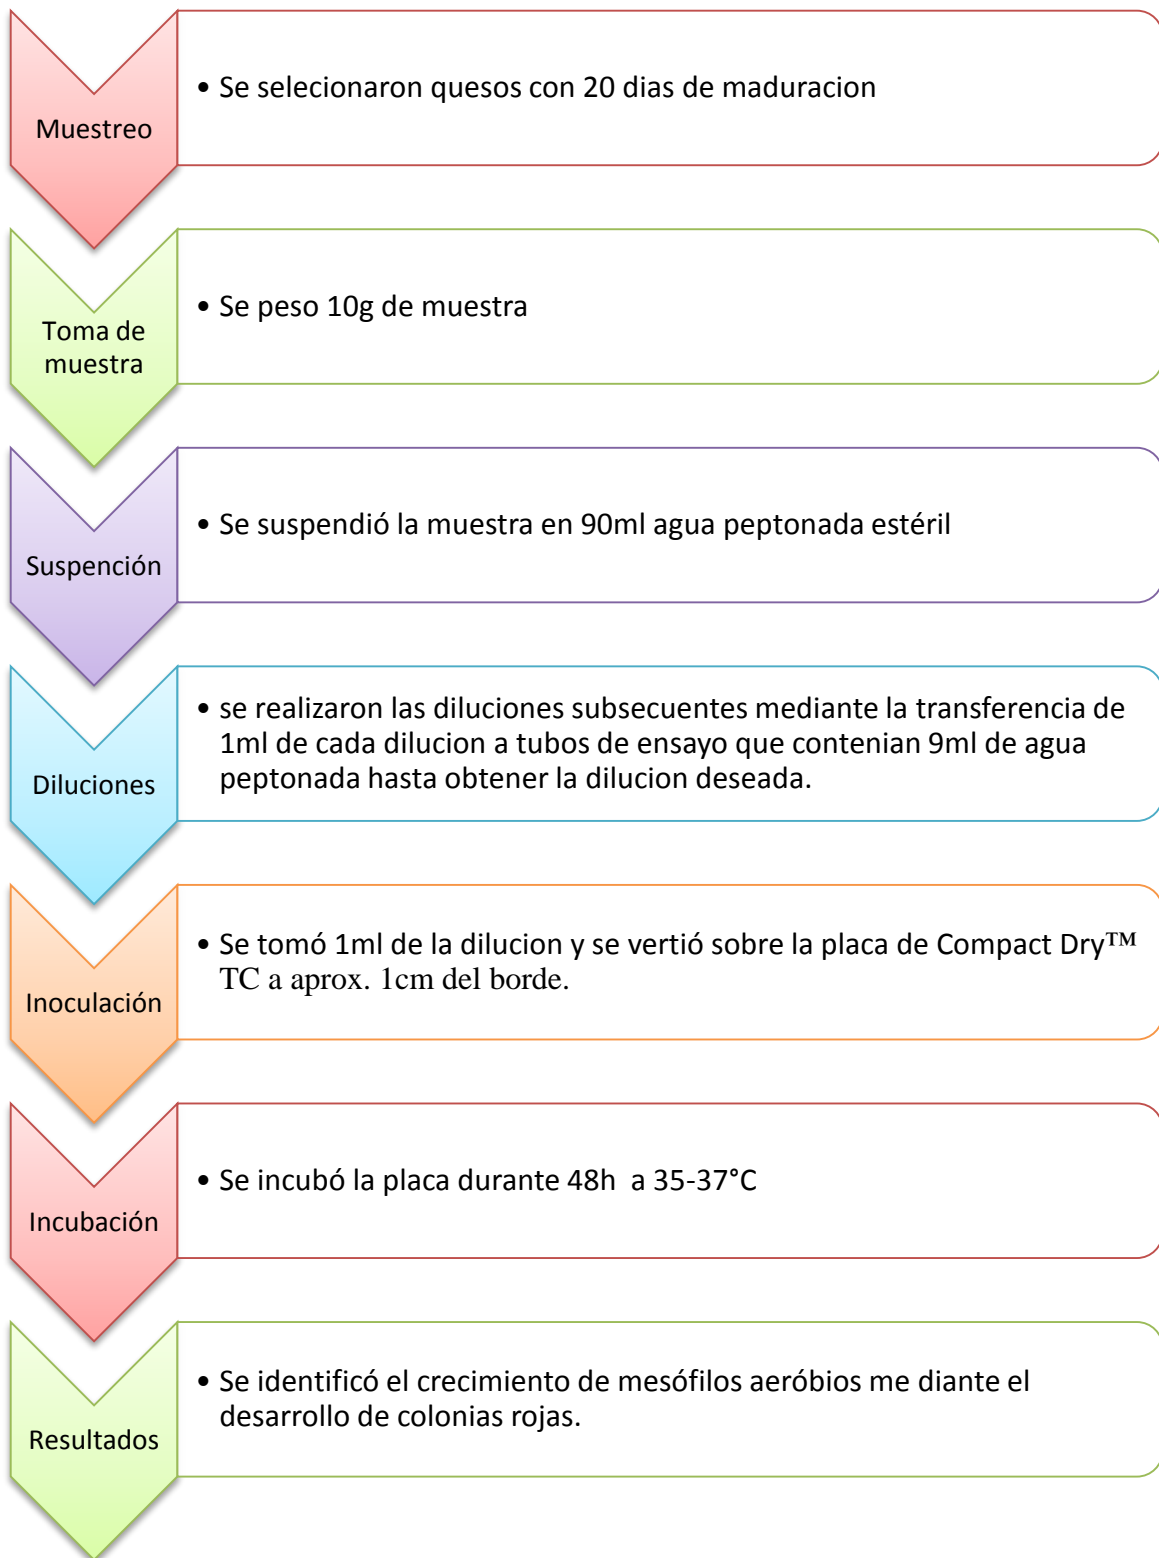 Muestreo
• Se selecionaron quesos con 20 dias de maduracion
Toma de
muestra
• Se peso 10g de muestra
Suspención
• Se suspendió la muestra en 90ml agua peptonada estéril
Diluciones
• se realizaron las diluciones subsecuentes mediante la transferencia de
1ml de cada dilucion a tubos de ensayo que contenian 9ml de agua
peptonada hasta obtener la dilucion deseada.
Inoculación
• Se tomó 1ml de la dilucion y se vertió sobre la placa de Compact Dry™
TC a aprox. 1cm del borde.
Incubación
• Se incubó la placa durante 48h  a 35-37°C
Resultados
• Se identificó el crecimiento de mesófilos aeróbios me diante el
desarrollo de colonias rojas.